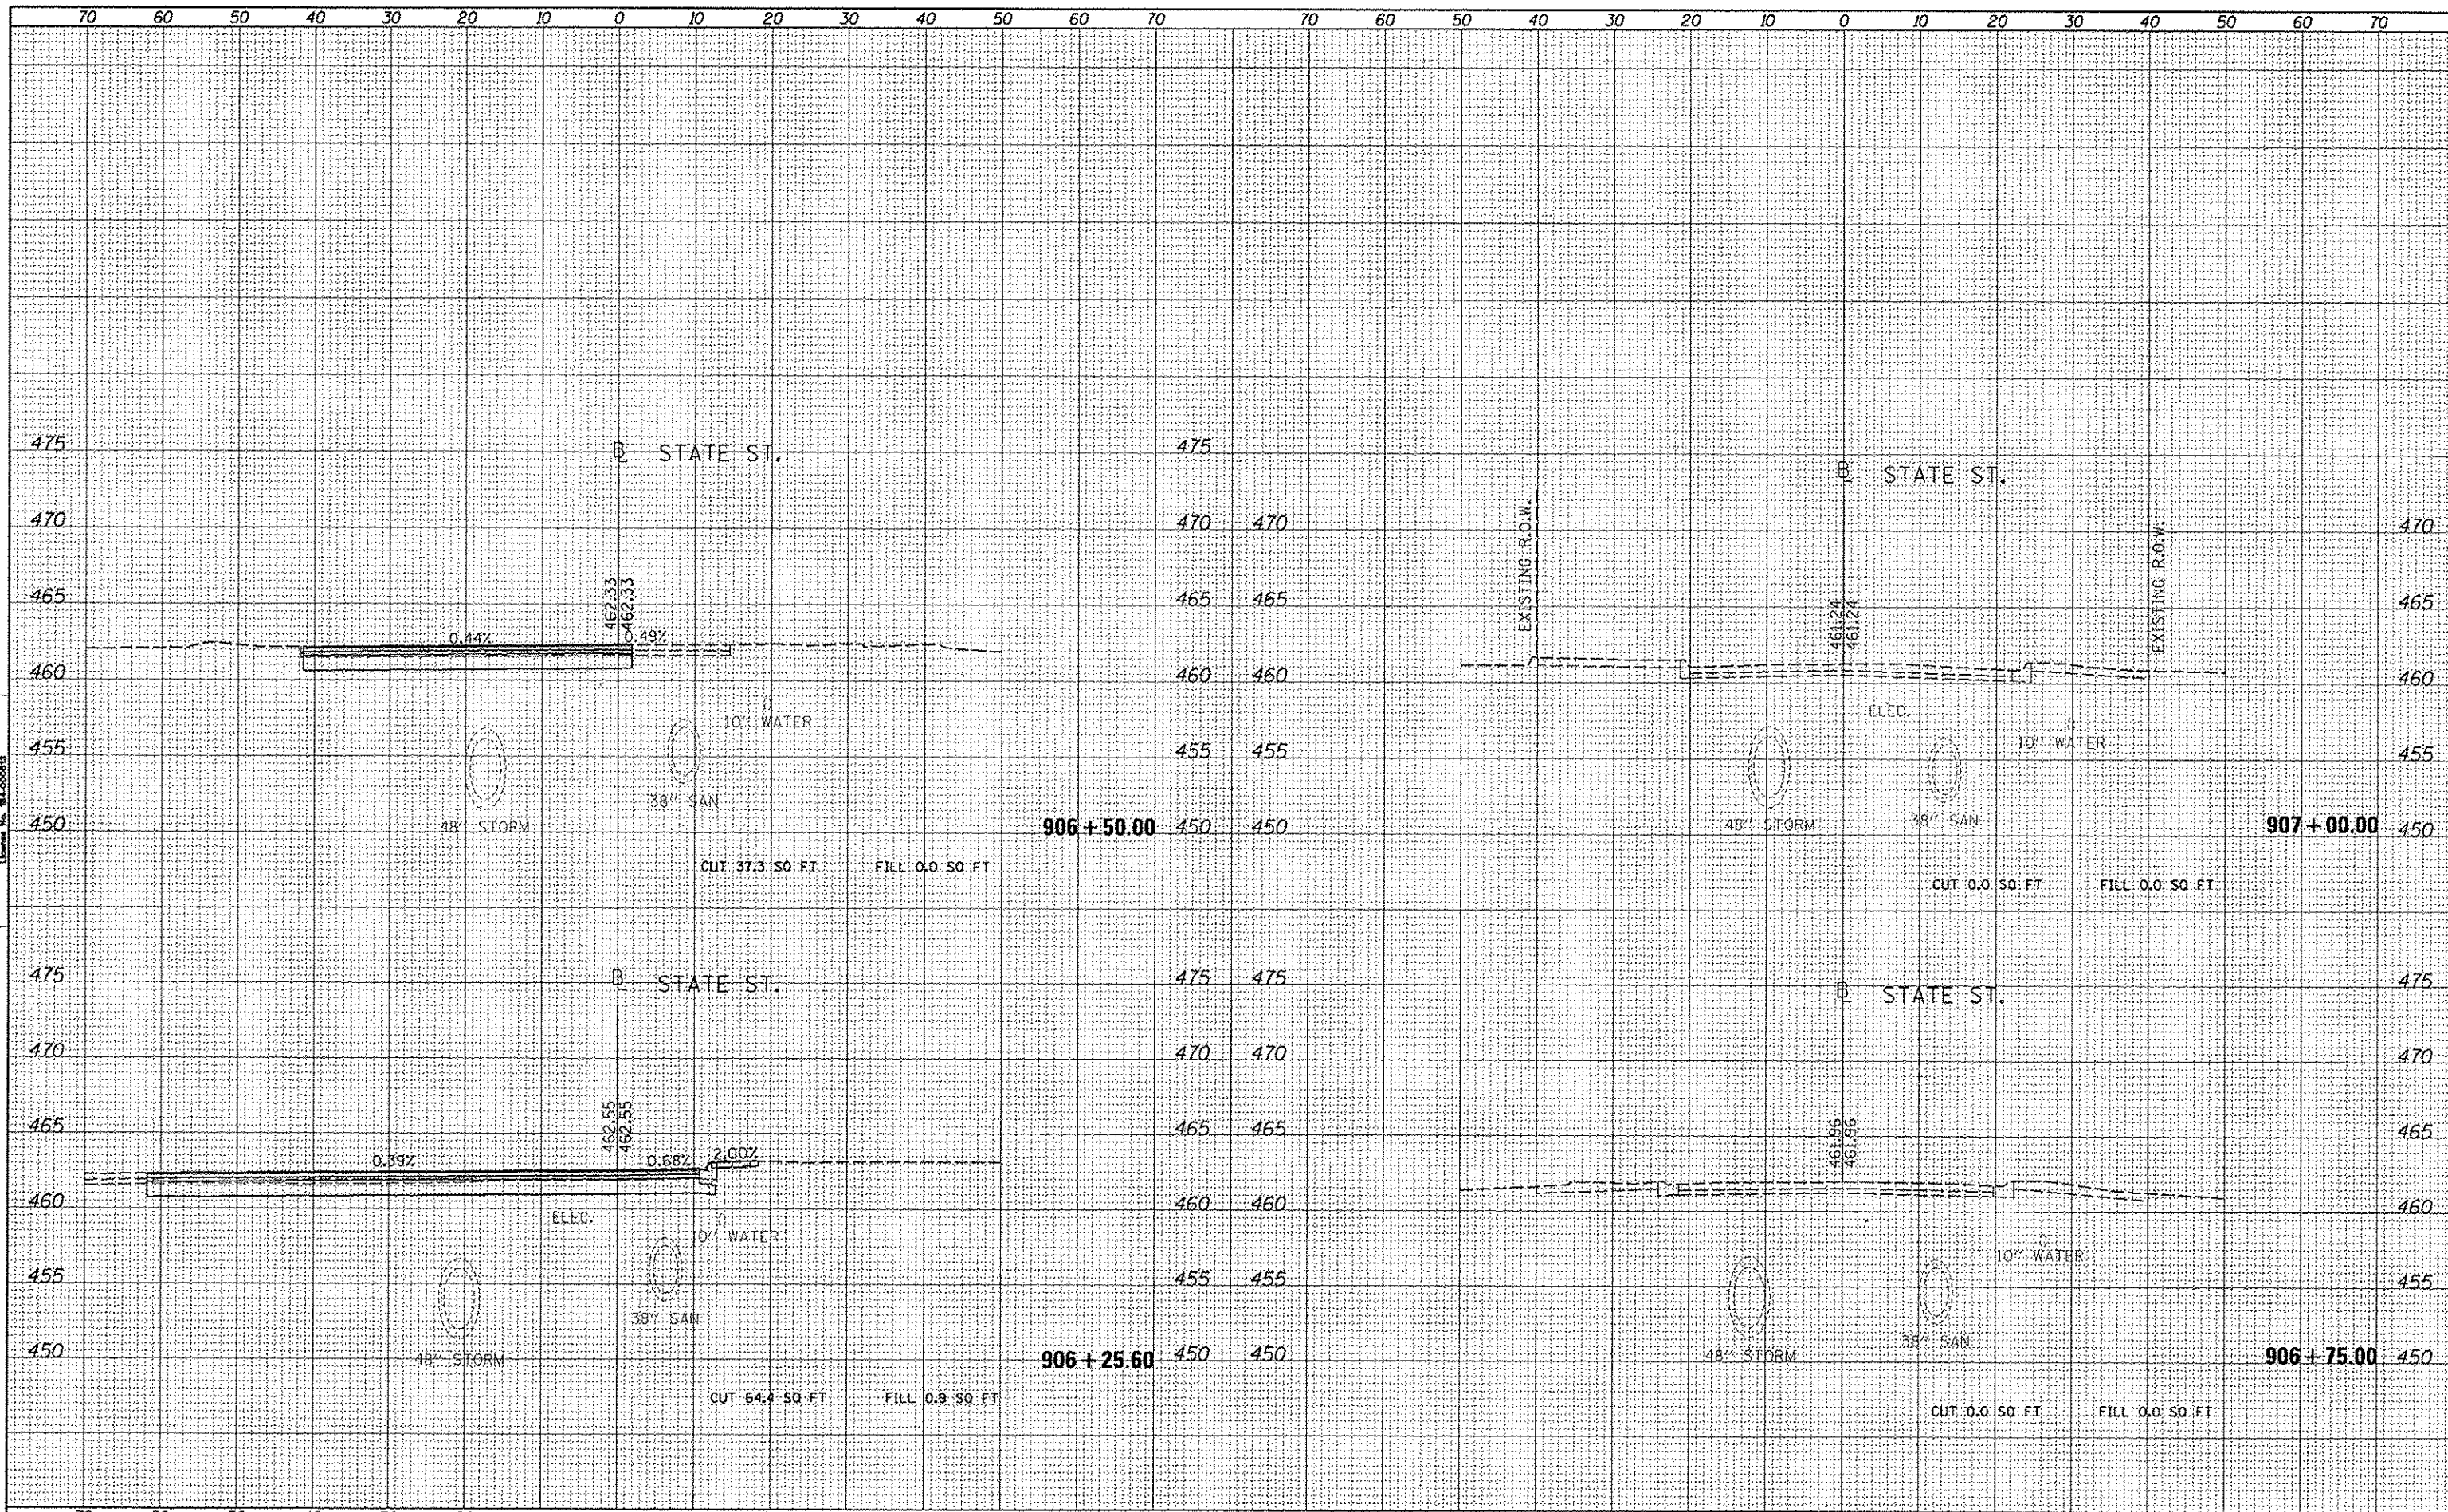 70 60 50 40 30 20 10 0 10 20 30 40 50 60 70 70 60 50 40 30 20 10 0 10 20 30 40 50 60 70
475
475
℄ STATE ST.
470
470
465
465
462.33
462.33
0.44%
0.49%
460
460
10" WATER
455
455
38" SAN
48" STORM
450
906 + 50.00
450
CUT 37.3 SQ FT FILL 0.0 SQ FT
℄ STATE ST.
EXISTING R.O.W.
EXISTING R.O.W.
470
470
465
465
461.24
461.24
460
460
ELEC.
10" WATER
455
455
48" STORM
38" SAN
450
907 + 00.00
450
CUT 0.0 SQ FT FILL 0.0 SQ FT
475
475
℄ STATE ST.
470
470
465
465
462.55
462.55
0.39%
0.68%
2.00%
460
460
ELEC.
10" WATER
455
455
38" SAN
48" STORM
450
906 + 25.60
450
CUT 64.4 SQ FT FILL 0.9 SQ FT
475
475
℄ STATE ST.
470
470
465
465
461.96
461.96
460
460
10" WATER
455
455
38" SAN
48" STORM
450
906 + 75.00
450
CUT 0.0 SQ FT FILL 0.0 SQ FT
License No. 184-000613